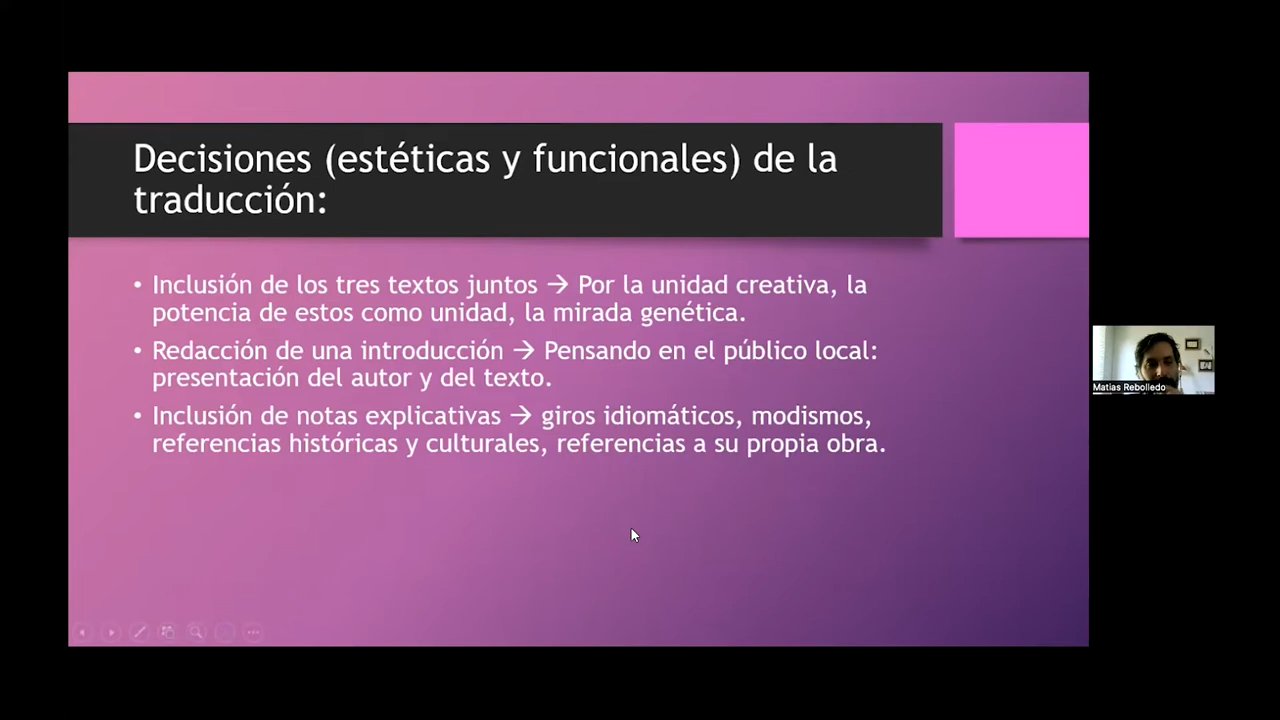 Decisiones (estéticas y funcionales) de la
traducción:
• Inclusión de los tres textos juntos → Por la unidad creativa, la
potencia de estos como unidad, la mirada genética.
• Redacción de una introducción → Pensando en el público local:
presentación del autor y del texto.
• Inclusión de notas explicativas → giros idiomáticos, modismos,
referencias históricas y culturales, referencias a su propia obra.
Matias Rebolledo